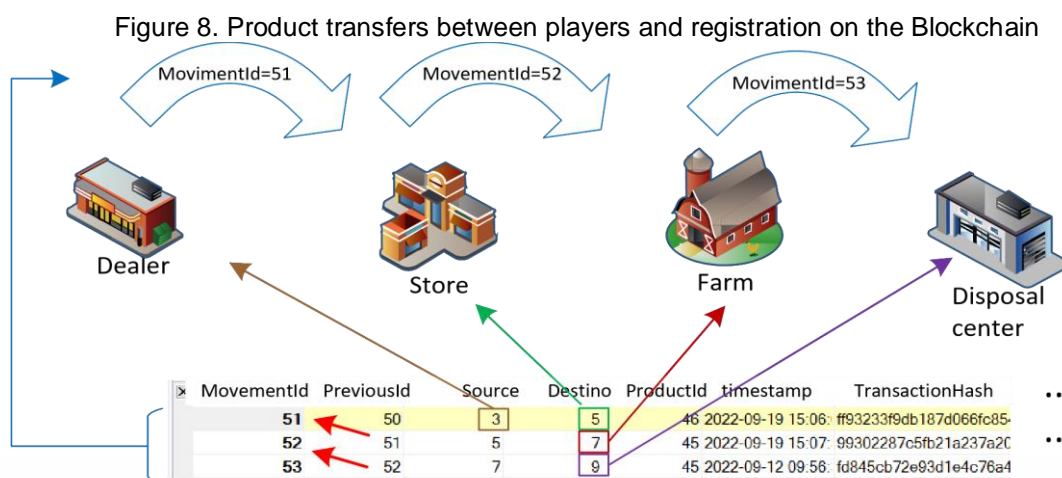 Figure 8. Product transfers between players and registration on the Blockchain
MovimentId=51 MovementId=52 MovimentId=53
Dealer Store Farm Disposal
center
MovementId PreviousId Source Destino ProductId timestamp TransactionHash ..
51 50 3 5 46 2022-09-19 15:06: ff93233f9db187d066fc854
52 51 5 7 45 2022-09-19 15:07: 99302287c5fb21a237a20 ..
53 52 7 9 45 2022-09-12 09:56: fd845cb72e93d1e4c76a4